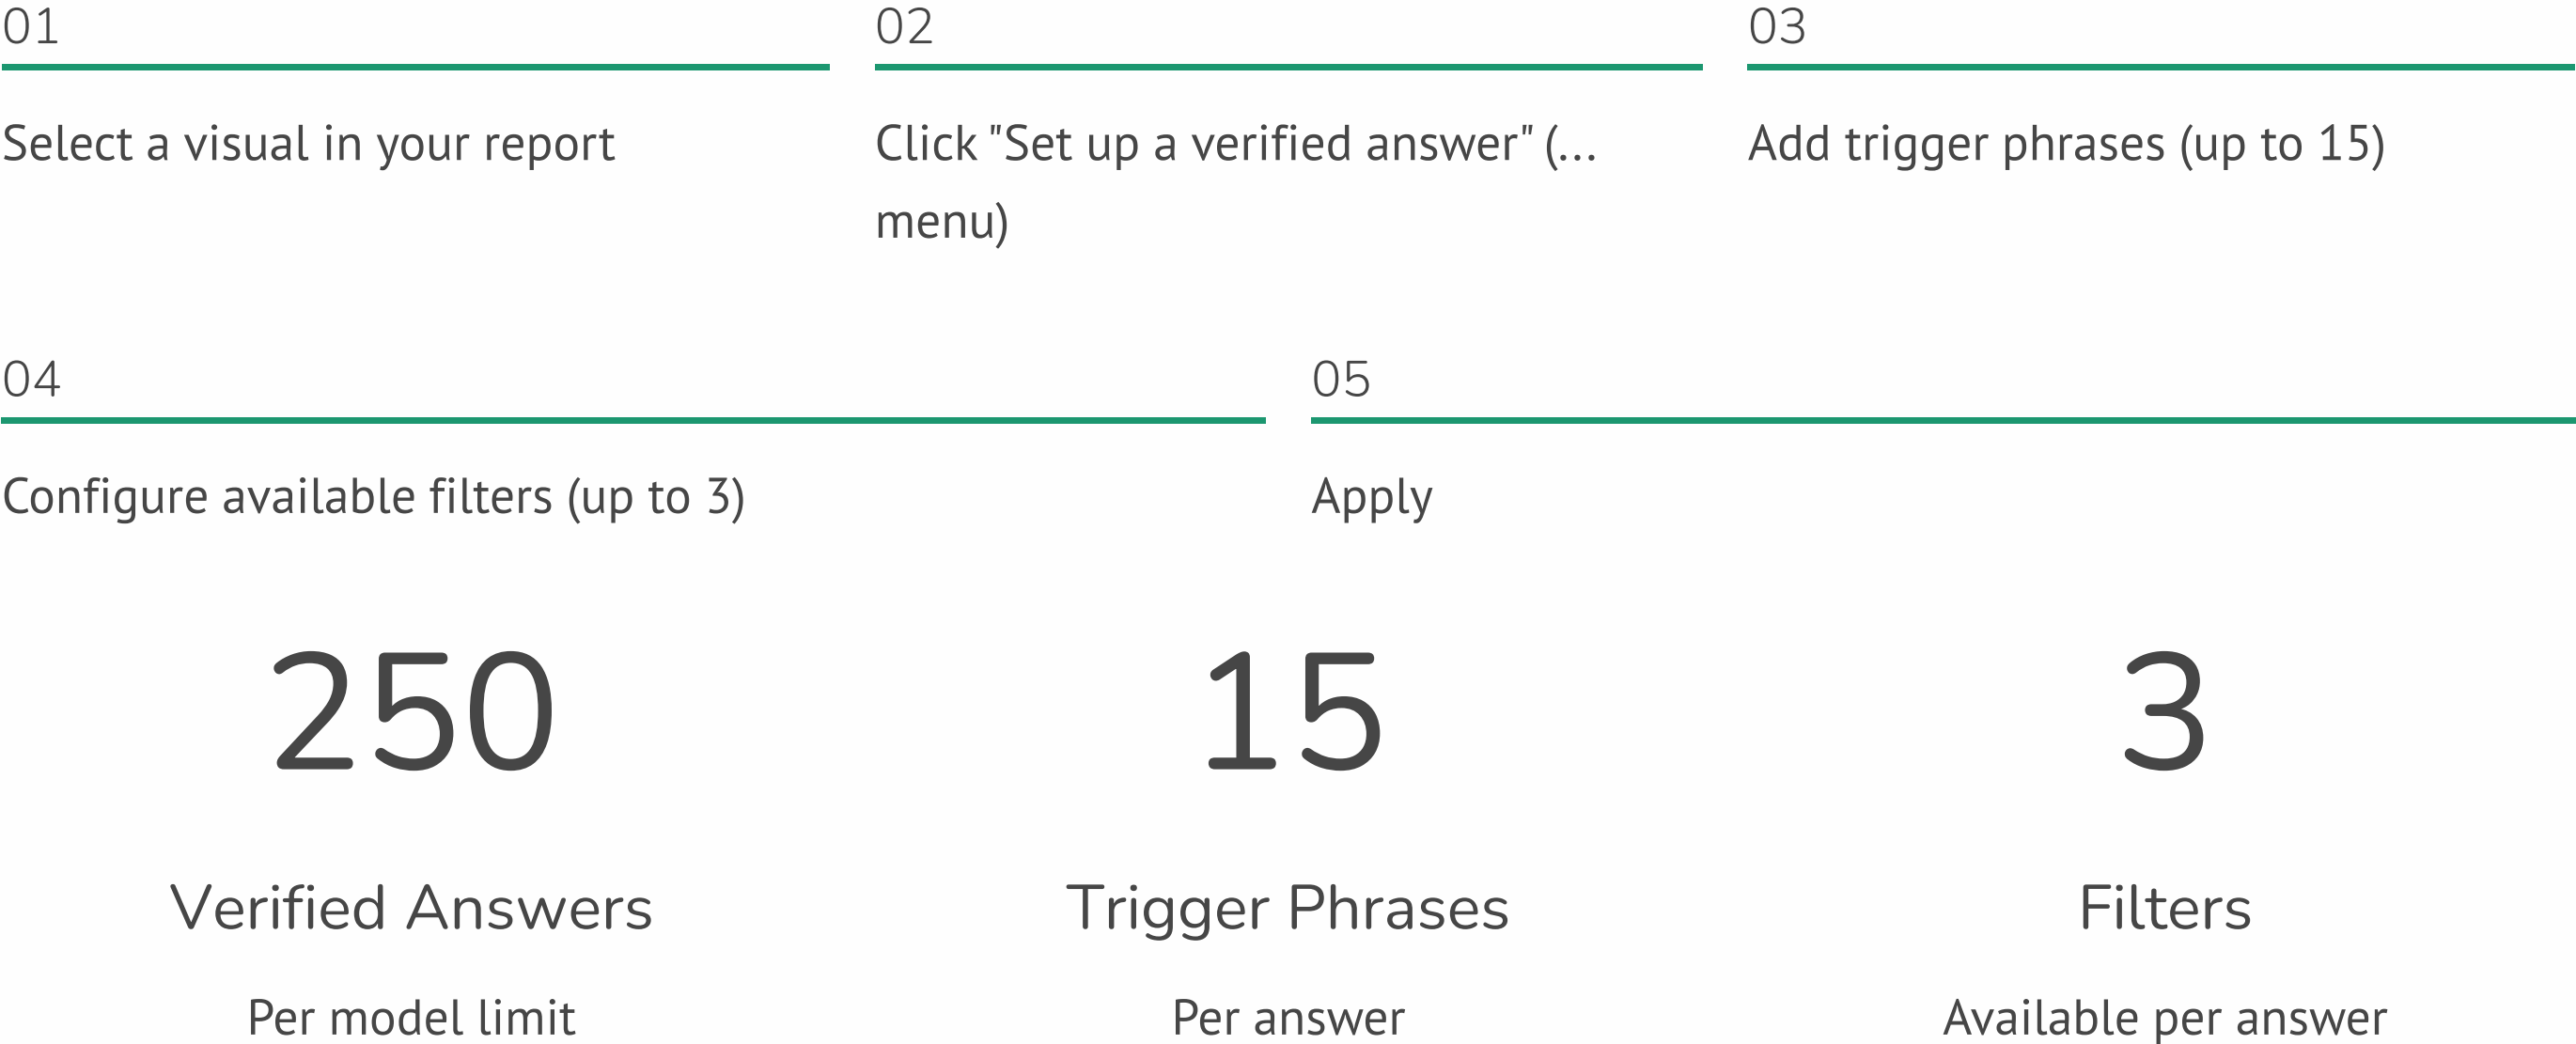 01
Select a visual in your report
02
Click "Set up a verified answer" (...
menu)
03
Add trigger phrases (up to 15)
04
Configure available filters (up to 3)
05
Apply
250
Verified Answers
Per model limit
15
Trigger Phrases
Per answer
3
Filters
Available per answer